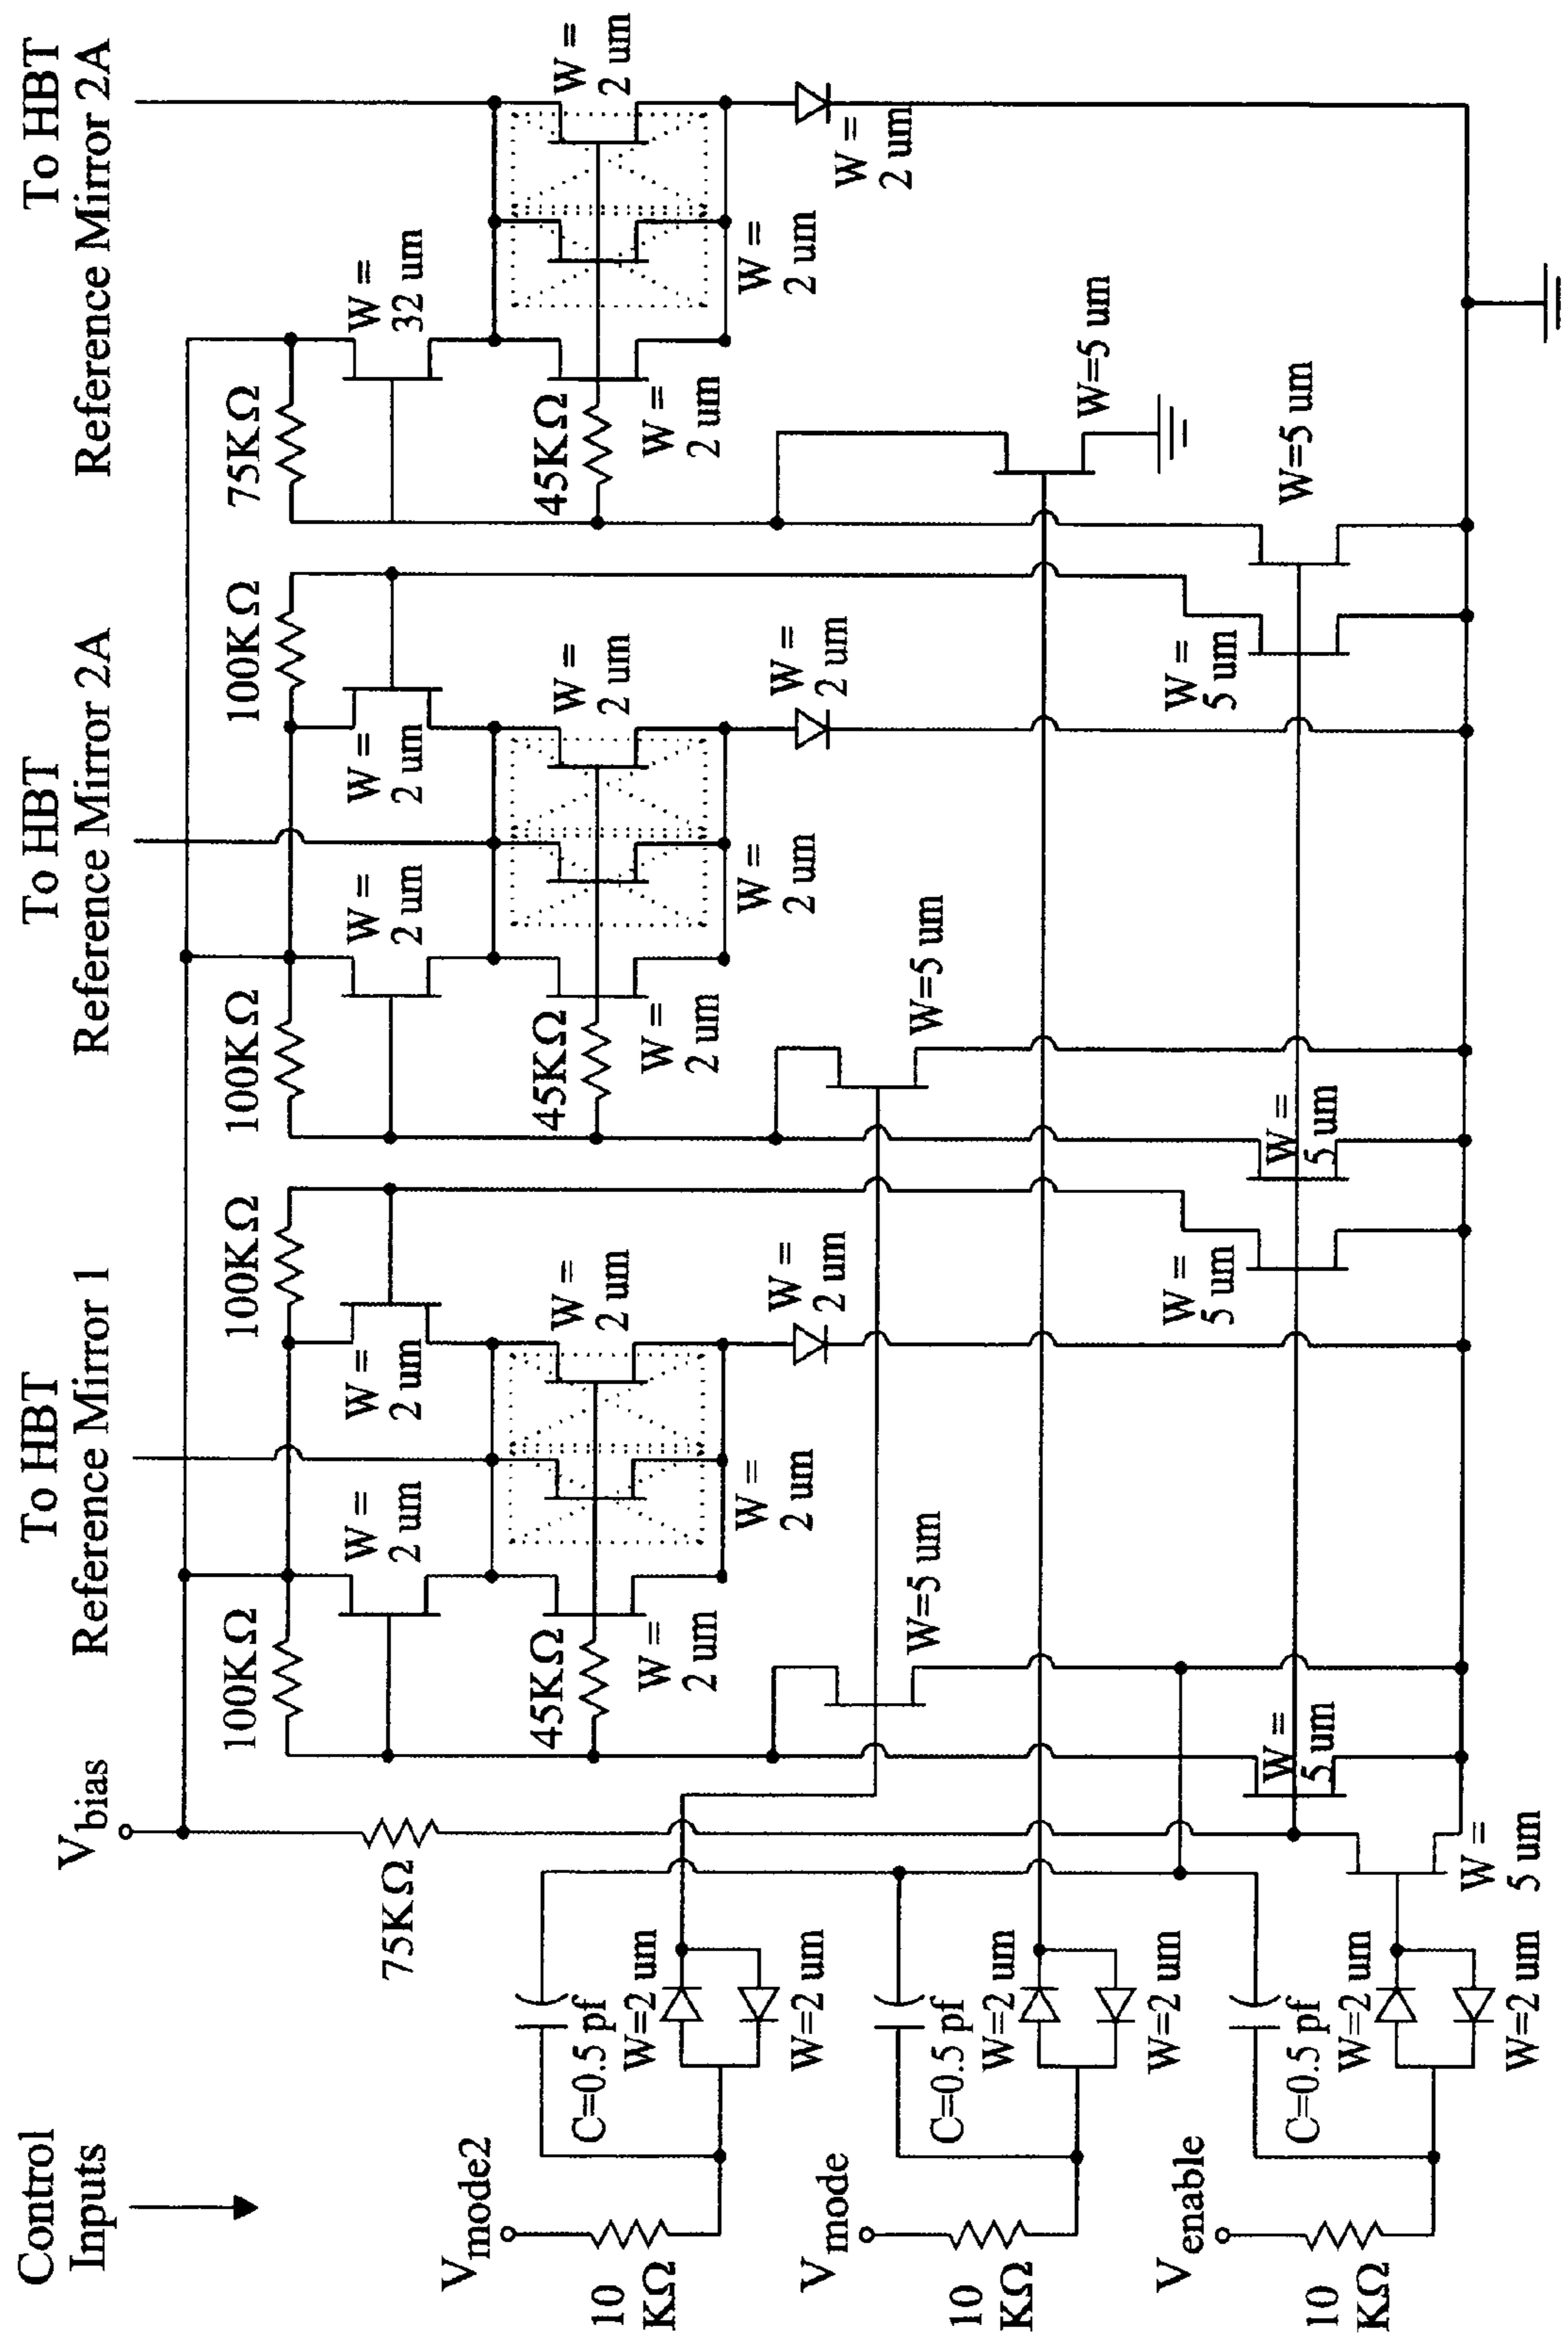 Control
Inputs
V mode2
10
KΩ
C=0.5 pf
W=2 um
W=2 um
V mode
10
KΩ
C=0.5 pf
W=2 um
W=2 um
V enable
10
KΩ
C=0.5 pf
W=2 um
W=2 um
V bias
75KΩ
W =
5 um
To HBT
Reference Mirror 1
100KΩ
100KΩ
W =
2 um
W =
2 um
45KΩ
W =
2 um
W =
2 um
W =
2 um
W =
2 um
W=5 um
W =
5 um
W =
5 um
To HBT
Reference Mirror 2A
100KΩ
100KΩ
W =
2 um
W =
2 um
45KΩ
W =
2 um
W =
2 um
W =
2 um
W =
2 um
W=5 um
W =
5 um
W =
5 um
To HBT
Reference Mirror 2A
75KΩ
W =
32 um
45KΩ
W =
2 um
W =
2 um
W =
2 um
W =
2 um
W=5 um
W=5 um